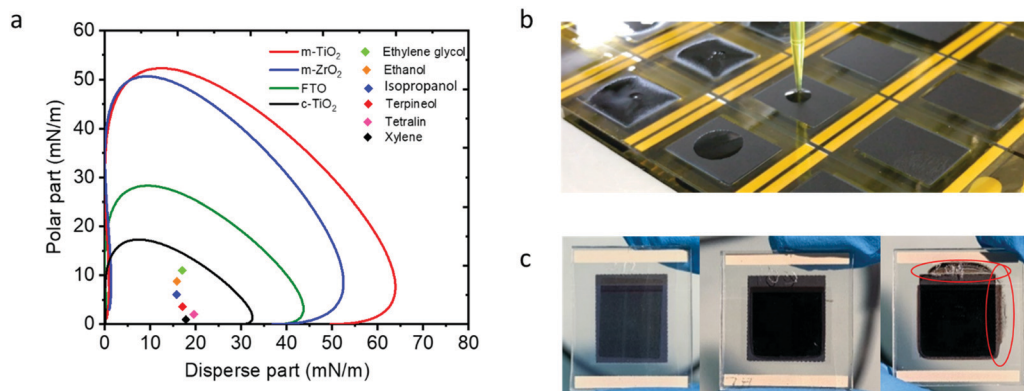 a
60
50
40
30
20
10
0
Polar part (mN/m)
0 10 20 30 40 50 60 70
Disperse part (mN/m)
m-TiO₂
m-ZrO₂
FTO
c-TiO₂
Ethylene glycol
Ethanol
Isopropanol
Terpineol
Tetralin
Xylene
b
c